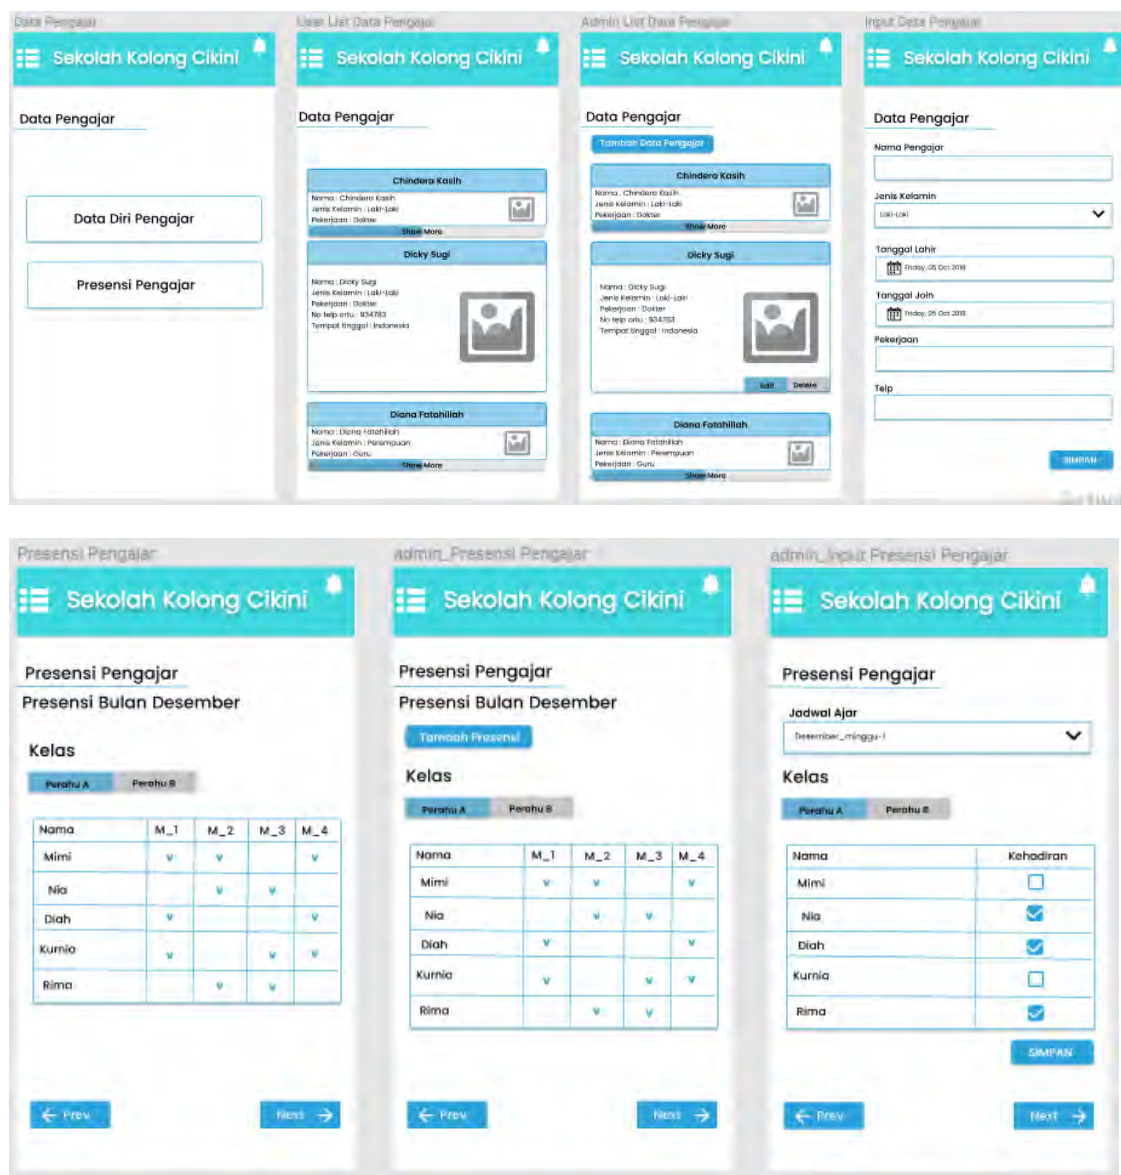 Data Pengajar
Sekolah Kolong Cikini
Data Pengajar
Data Diri Pengajar
Presensi Pengajar
User List Data Pengajar
Sekolah Kolong Cikini
Data Pengajar
Chindera Kasih
Nama : Chindera Kasih
Jenis Kelamin : Laki-Laki
Pekerjaan : Dokter
Show More
Dicky Sugi
Nama : Dicky Sugi
Jenis Kelamin : Laki-Laki
Pekerjaan : Dokter
No telp ortu : 934783
Tempat tinggal : Indonesia
Diana Fatahillah
Nama : Diana Fatahillah
Jenis Kelamin : Perempuan
Pekerjaan : Guru
Show More
Admin List Data Pengajar
Sekolah Kolong Cikini
Data Pengajar
Tambah Data Pengajar
Chindera Kasih
Nama : Chindera Kasih
Jenis Kelamin : Laki-Laki
Pekerjaan : Dokter
Show More
Dicky Sugi
Nama : Dicky Sugi
Jenis Kelamin : Laki-Laki
Pekerjaan : Dokter
No telp ortu : 934783
Tempat tinggal : Indonesia
Edit Delete
Diana Fatahillah
Nama : Diana Fatahillah
Jenis Kelamin : Perempuan
Pekerjaan : Guru
Show More
Input Data Pengajar
Sekolah Kolong Cikini
Data Pengajar
Nama Pengajar
Jenis Kelamin
Laki-Laki
Tanggal Lahir
Friday, 05 Oct 2018
Tanggal Join
Friday, 05 Oct 2018
Pekerjaan
Telp
SIMPAN
Presensi Pengajar
Sekolah Kolong Cikini
Presensi Pengajar
Presensi Bulan Desember
Kelas
Perahu A Perahu B
Nama M_1 M_2 M_3 M_4
Mimi v v v
Nia v v
Diah v v
Kurnia v v v
Rima v v
← Prev Next →
admin_Presensi Pengajar
Sekolah Kolong Cikini
Presensi Pengajar
Presensi Bulan Desember
Tambah Presensi
Kelas
Perahu A Perahu B
Nama M_1 M_2 M_3 M_4
Mimi v v v
Nia v v
Diah v v
Kurnia v v v
Rima v v
← Prev Next →
admin_Input Presensi Pengajar
Sekolah Kolong Cikini
Presensi Pengajar
Jadwal Ajar
Desember_minggu-1
Kelas
Perahu A Perahu B
Nama Kehadiran
Mimi
Nia
Diah
Kurnia
Rima
SIMPAN
← Prev Next →